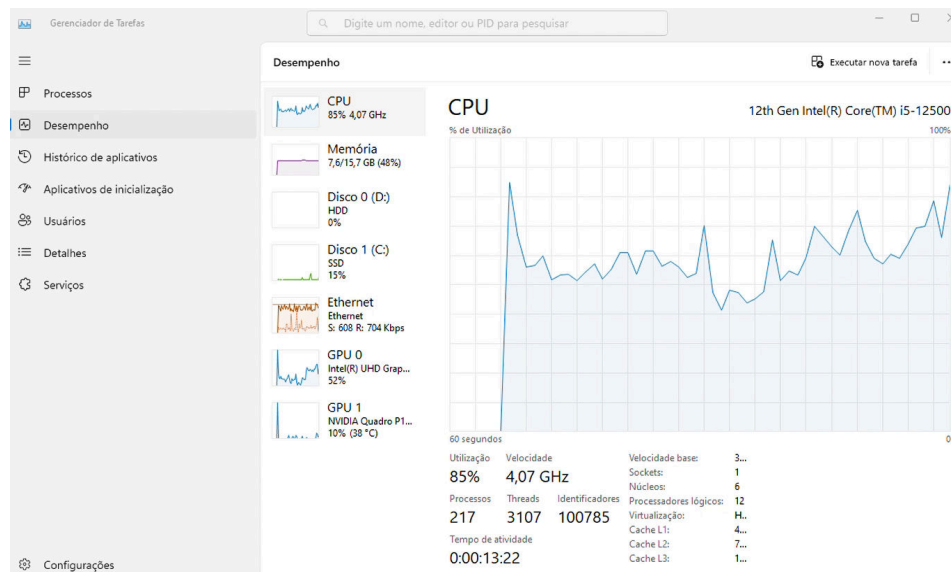 Gerenciador de Tarefas
Digite um nome, editor ou PID para pesquisar
Desempenho
Executar nova tarefa
Processos
Desempenho
Histórico de aplicativos
Aplicativos de inicialização
Usuários
Detalhes
Serviços
Configurações
CPU
85% 4,07 GHz
Memória
7,6/15,7 GB (48%)
Disco 0 (D:)
HDD
0%
Disco 1 (C:)
SSD
15%
Ethernet
Ethernet
S: 608 R: 704 Kbps
GPU 0
Intel(R) UHD Grap...
52%
GPU 1
NVIDIA Quadro P1...
10% (38 °C)
CPU
12th Gen Intel(R) Core(TM) i5-12500
% de Utilização
100%
60 segundos
0
Utilização
85%
Velocidade
4,07 GHz
Processos
217
Threads
3107
Identificadores
100785
Tempo de atividade
0:00:13:22
Velocidade base: 3...
Sockets: 1
Núcleos: 6
Processadores lógicos: 12
Virtualização: H..
Cache L1: 4...
Cache L2: 7...
Cache L3: 1...